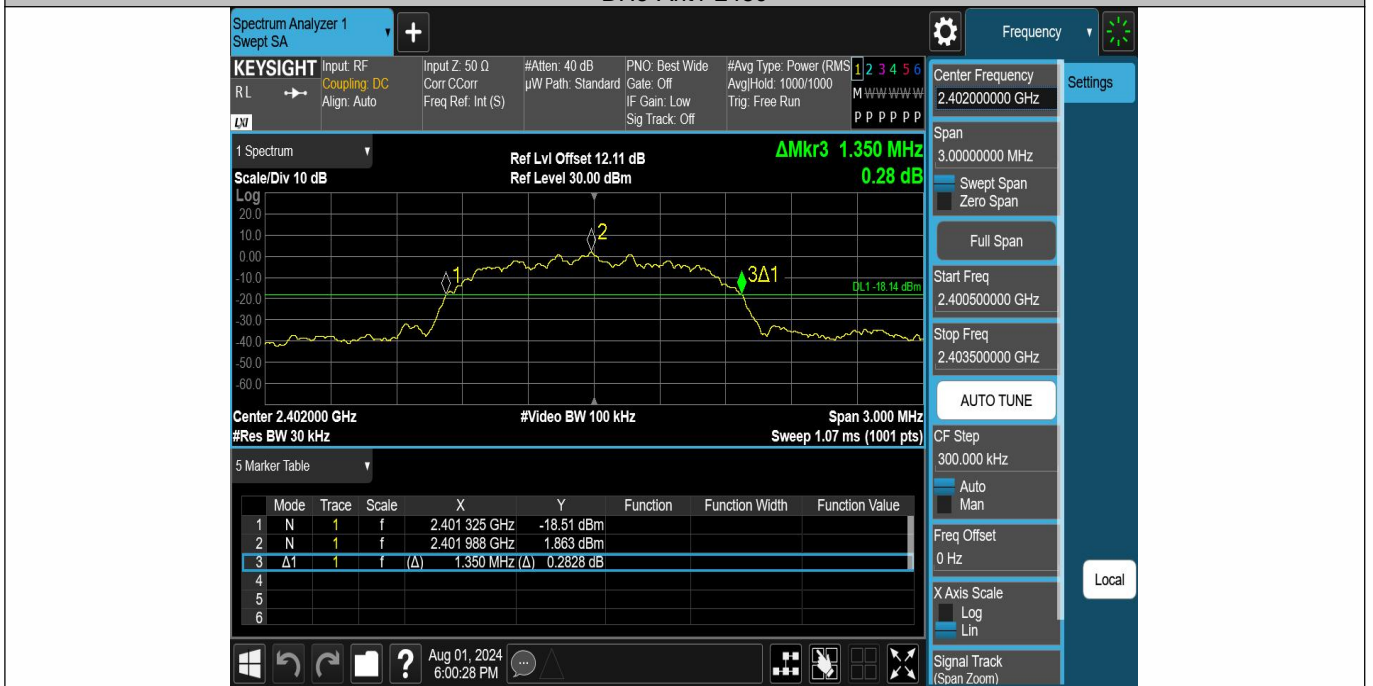 Spectrum Analyzer 1
Swept SA
Frequency
KEYSIGHT
RL
LXI
Input: RF
Coupling: DC
Align: Auto
Input Z: 50 Ω
Corr CCorr
Freq Ref: Int (S)
#Atten: 40 dB
µW Path: Standard
PNO: Best Wide
Gate: Off
IF Gain: Low
Sig Track: Off
#Avg Type: Power (RMS
Avg|Hold: 1000/1000
Trig: Free Run
1 2 3 4 5 6
M W W W W W
P P P P P P
Center Frequency
2.402000000 GHz
Settings
1 Spectrum
Scale/Div 10 dB
Ref Lvl Offset 12.11 dB
Ref Level 30.00 dBm
ΔMkr3 1.350 MHz
0.28 dB
Log
20.0
10.0
0.00
-10.0
-20.0
-30.0
-40.0
-50.0
-60.0
1
2
3Δ1
DL1 -18.14 dBm
Center 2.402000 GHz
#Video BW 100 kHz
Span 3.000 MHz
#Res BW 30 kHz
Sweep 1.07 ms (1001 pts)
Span
3.00000000 MHz
Swept Span
Zero Span
Full Span
Start Freq
2.400500000 GHz
Stop Freq
2.403500000 GHz
AUTO TUNE
CF Step
300.000 kHz
Auto
Man
Freq Offset
0 Hz
X Axis Scale
Log
Lin
Signal Track
(Span Zoom)
Local
5 Marker Table
Mode Trace Scale X Y Function Function Width Function Value
1 N 1 f 2.401 325 GHz -18.51 dBm
2 N 1 f 2.401 988 GHz 1.863 dBm
3 Δ1 1 f (Δ) 1.350 MHz (Δ) 0.2828 dB
4
5
6
?
Aug 01, 2024
6:00:28 PM